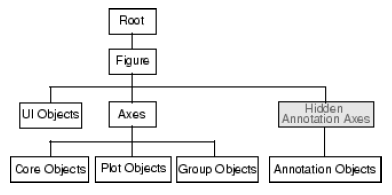 Root
Figure
UI Objects
Axes
Hidden
Annotation Axes
Core Objects
Plot Objects
Group Objects
Annotation Objects